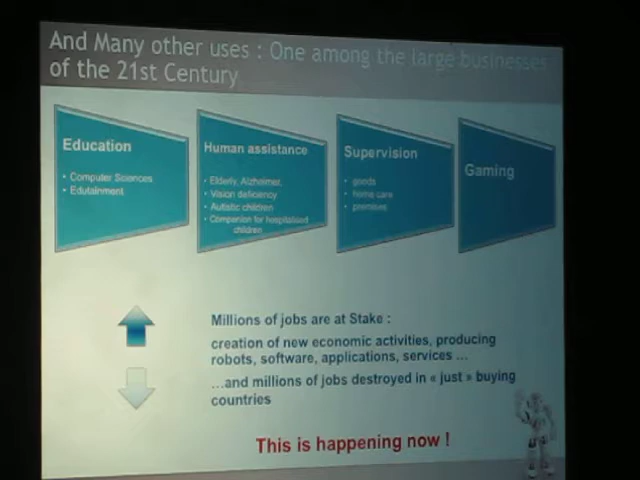 And Many other uses : One among the large businesses
of the 21st Century
Education
• Computer Sciences
• Edutainment
Human assistance
• Elderly, Alzheimer,
• Vision deficiency
• Autistic children
• Companion for hospitalised
children
Supervision
• goods
• home care
• premises
Gaming
Millions of jobs are at Stake :
creation of new economic activities, producing
robots, software, applications, services ...
...and millions of jobs destroyed in « just » buying
countries
This is happening now !